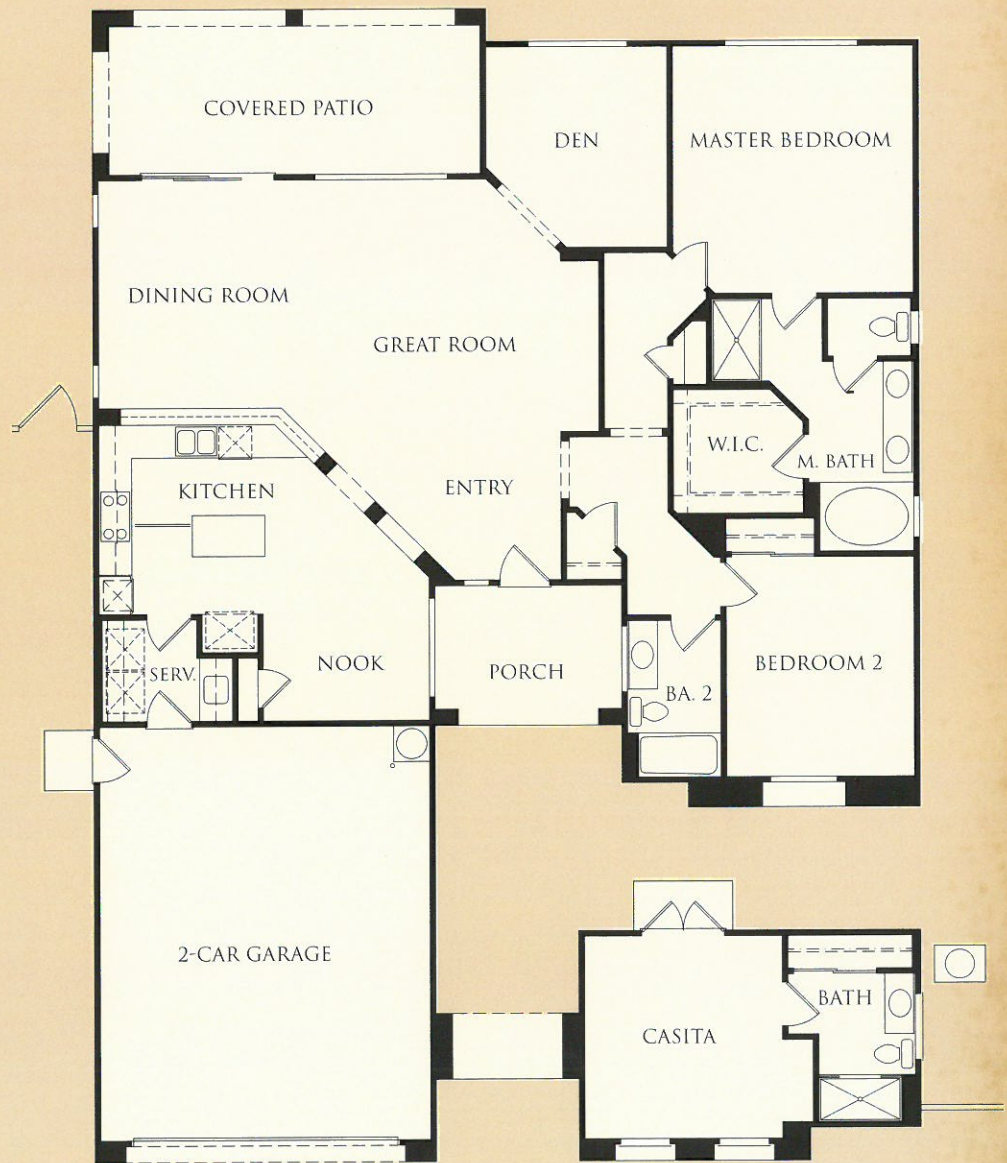 COVERED PATIO
DEN
MASTER BEDROOM
DINING ROOM
GREAT ROOM
W.I.C.
M. BATH
KITCHEN
ENTRY
SERV.
NOOK
PORCH
BA. 2
BEDROOM 2
2-CAR GARAGE
CASITA
BATH